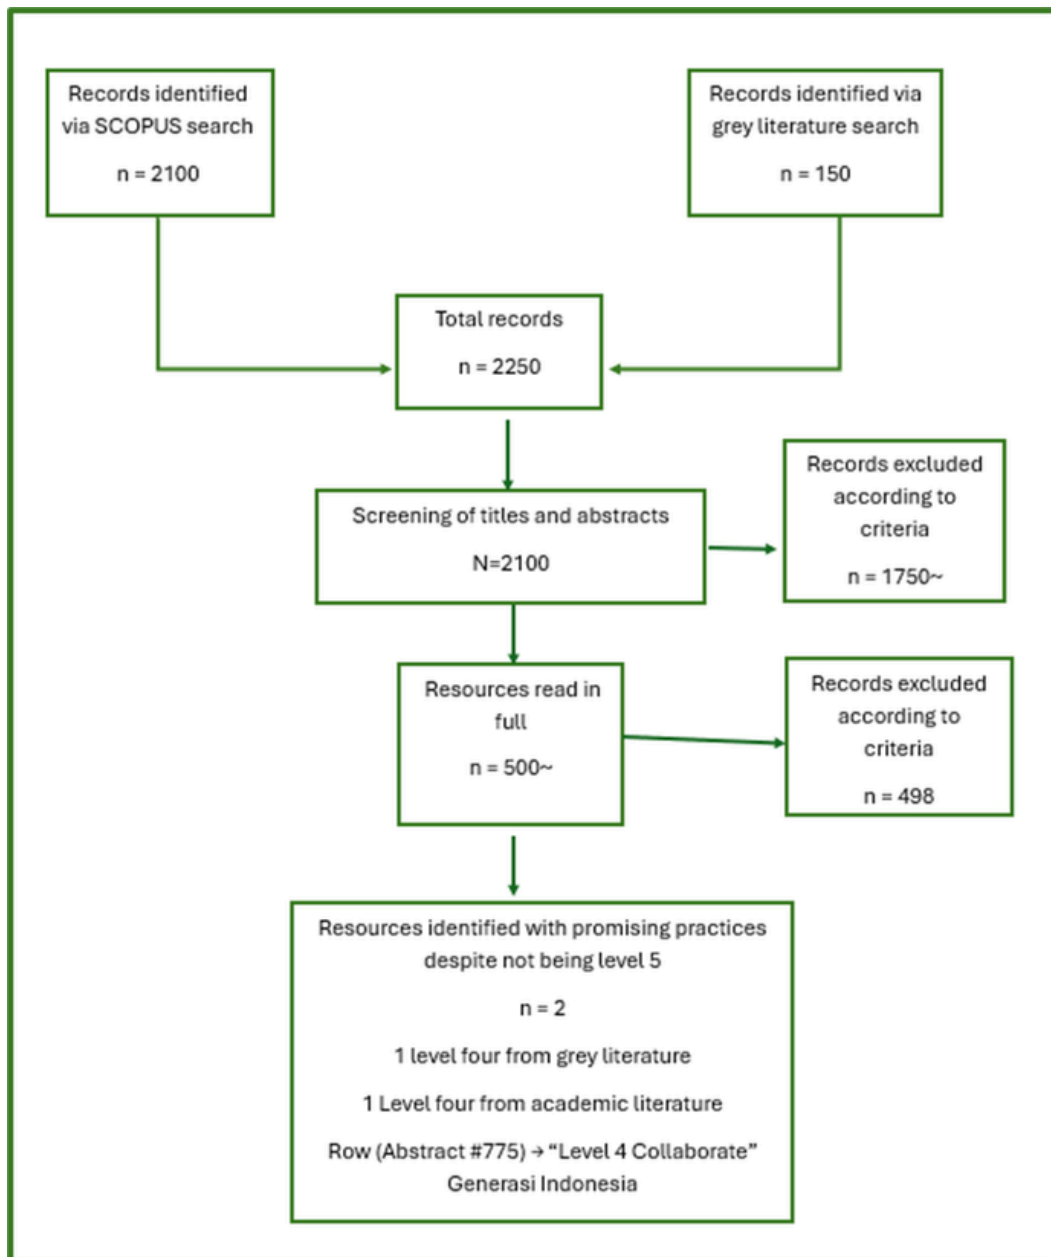 Records identified
via SCOPUS search
n = 2100
Records identified via
grey literature search
n = 150
Total records
n = 2250
Screening of titles and abstracts
N=2100
Records excluded
according to
criteria
n = 1750~
Resources read in
full
n = 500~
Records excluded
according to
criteria
n = 498
Resources identified with promising practices
despite not being level 5
n = 2
1 level four from grey literature
1 Level four from academic literature
Row (Abstract #775) → “Level 4 Collaborate”
Generasi Indonesia